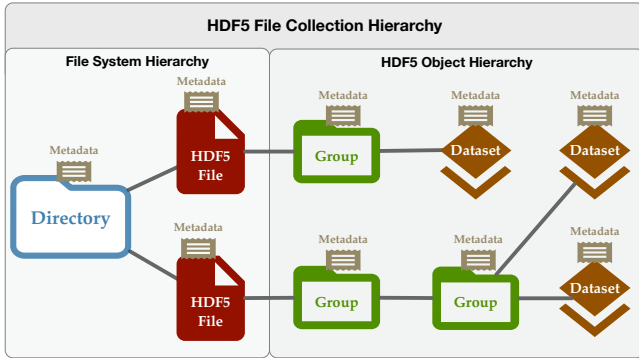 HDF5 File Collection Hierarchy
File System Hierarchy
HDF5 Object Hierarchy
Metadata
Metadata
Metadata
Metadata
HDF5
File
Group
Dataset
Dataset
Metadata
Directory
Metadata
Metadata
Metadata
Metadata
HDF5
File
Group
Group
Dataset